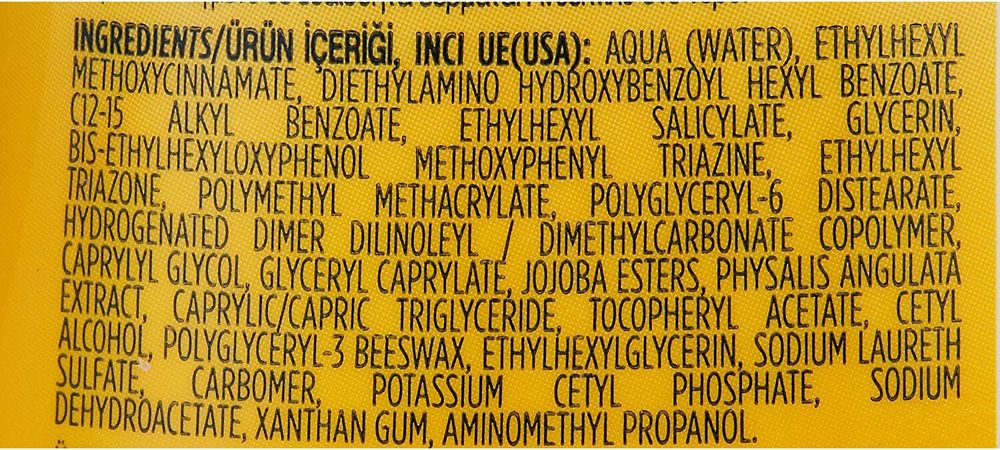 INGREDIENTS/ÜRÜN İÇERİĞİ, INCI UE(USA): AQUA (WATER), ETHYLHEXYL
METHOXYCINNAMATE, DIETHYLAMINO HYDROXYBENZOYL HEXYL BENZOATE,
C12-15 ALKYL BENZOATE, ETHYLHEXYL SALICYLATE, GLYCERIN,
BIS-ETHYLHEXYLOXYPHENOL METHOXYPHENYL TRIAZINE, ETHYLHEXYL
TRIAZONE, POLYMETHYL METHACRYLATE, POLYGLYCERYL-6 DISTEARATE,
HYDROGENATED DIMER DILINOLEYL / DIMETHYLCARBONATE COPOLYMER,
CAPRYLYL GLYCOL, GLYCERYL CAPRYLATE, JOJOBA ESTERS, PHYSALIS ANGULATA
EXTRACT, CAPRYLIC/CAPRIC TRIGLYCERIDE, TOCOPHERYL ACETATE, CETYL
ALCOHOL, POLYGLYCERYL-3 BEESWAX, ETHYLHEXYLGLYCERIN, SODIUM LAURETH
SULFATE, CARBOMER, POTASSIUM CETYL PHOSPHATE, SODIUM
DEHYDROACETATE, XANTHAN GUM, AMINOMETHYL PROPANOL.